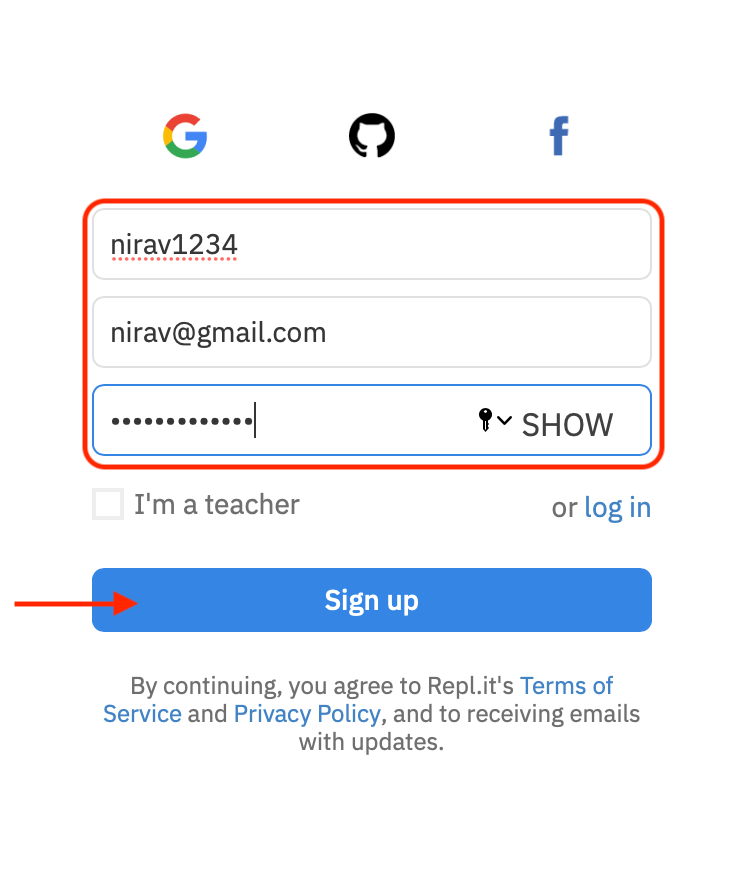 nirav1234
nirav@gmail.com
••••••••••••• SHOW
I'm a teacher or log in
Sign up
By continuing, you agree to Repl.it's Terms of
Service and Privacy Policy, and to receiving emails
with updates.